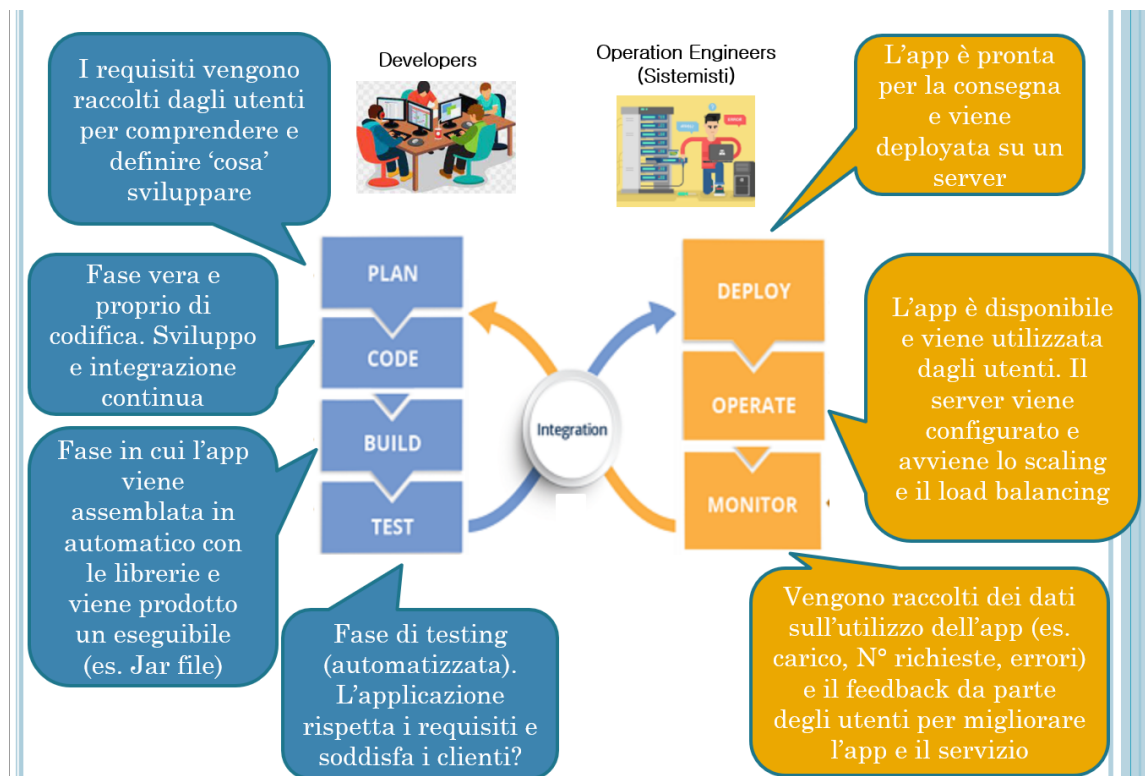 I requisiti vengono
raccolti dagli utenti
per comprendere e
definire ‘cosa’
sviluppare
Developers
Operation Engineers
(Sistemisti)
L’app è pronta
per la consegna
e viene
deployata su un
server
Fase vera e
proprio di
codifica. Sviluppo
e integrazione
continua
PLAN
CODE
BUILD
TEST
Integration
DEPLOY
OPERATE
MONITOR
L’app è disponibile
e viene utilizzata
dagli utenti. Il
server viene
configurato e
avviene lo scaling
e il load balancing
Fase in cui l’app
viene
assemblata in
automatico con
le librerie e
viene prodotto
un eseguibile
(es. Jar file)
Fase di testing
(automatizzata).
L’applicazione
rispetta i requisiti e
soddisfa i clienti?
Vengono raccolti dei dati
sull’utilizzo dell’app (es.
carico, N° richieste, errori)
e il feedback da parte
degli utenti per migliorare
l’app e il servizio